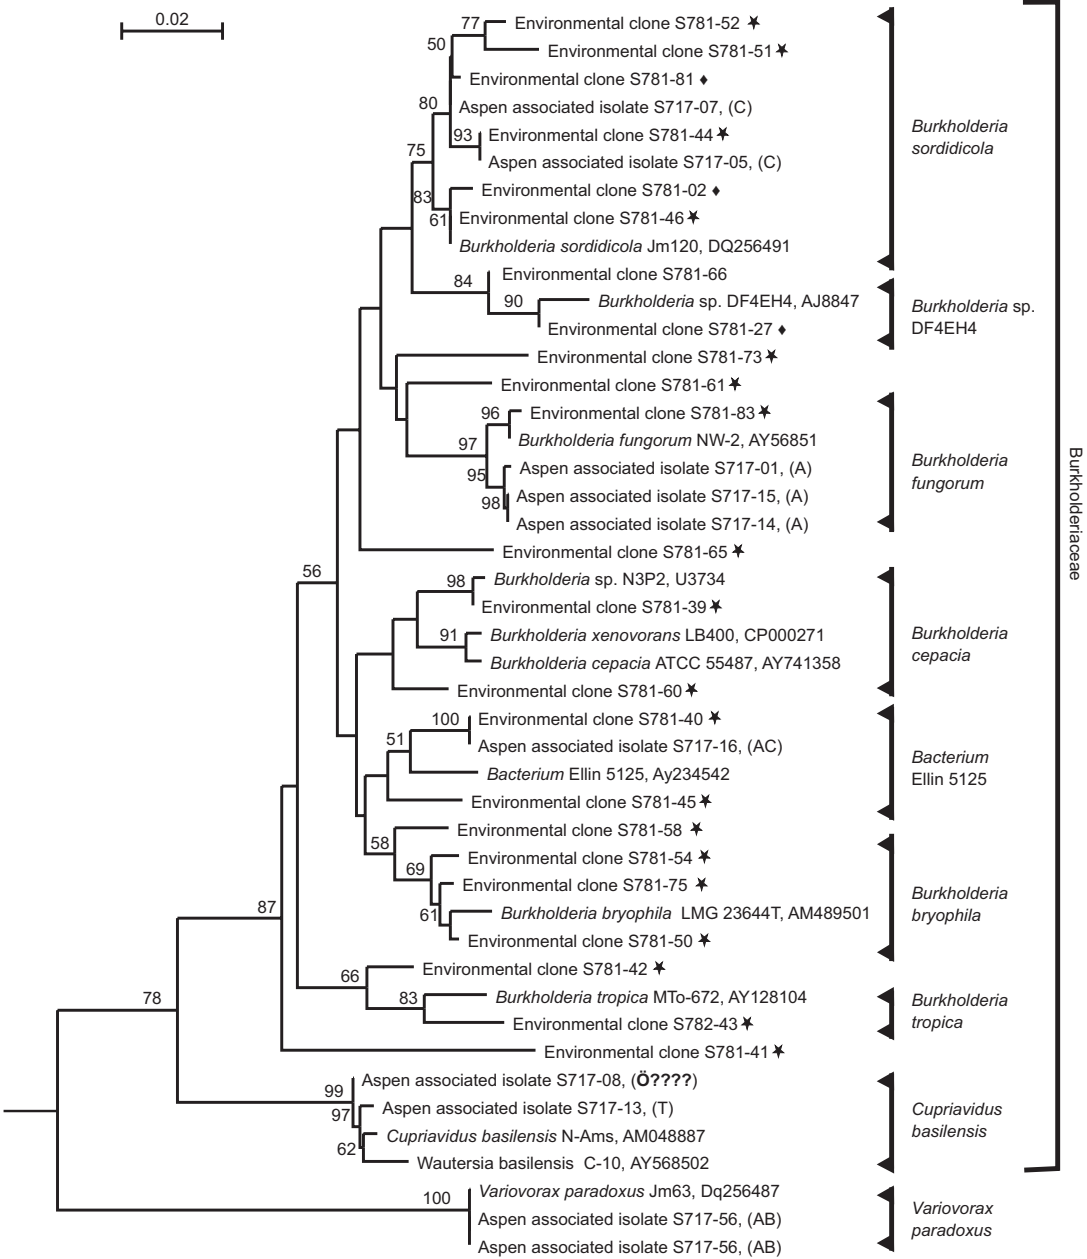 0.02
77
Environmental clone S781-52 ★
Environmental clone S781-51 ★
50
Environmental clone S781-81 ♦
80
Aspen associated isolate S717-07, (C)
93
Environmental clone S781-44 ★
Aspen associated isolate S717-05, (C)
75
83
Environmental clone S781-02 ♦
61
Environmental clone S781-46 ★
Burkholderia sordidicola Jm120, DQ256491
Burkholderia
sordidicola
84
Environmental clone S781-66
90
Burkholderia sp. DF4EH4, AJ8847
Environmental clone S781-27 ♦
Burkholderia sp.
DF4EH4
Environmental clone S781-73 ★
Environmental clone S781-61 ★
96
Environmental clone S781-83 ★
97
Burkholderia fungorum NW-2, AY56851
95
Aspen associated isolate S717-01, (A)
98
Aspen associated isolate S717-15, (A)
Aspen associated isolate S717-14, (A)
Burkholderia
fungorum
Environmental clone S781-65 ★
56
98
Burkholderia sp. N3P2, U3734
Environmental clone S781-39 ★
91
Burkholderia xenovorans LB400, CP000271
Burkholderia cepacia ATCC 55487, AY741358
Environmental clone S781-60 ★
Burkholderia
cepacia
100
Environmental clone S781-40 ★
Aspen associated isolate S717-16, (AC)
51
Bacterium Ellin 5125, Ay234542
Environmental clone S781-45 ★
Bacterium
Ellin 5125
58
Environmental clone S781-58 ★
69
Environmental clone S781-54 ★
Environmental clone S781-75 ★
61
Burkholderia bryophila LMG 23644T, AM489501
Environmental clone S781-50 ★
Burkholderia
bryophila
87
66
Environmental clone S781-42 ★
83
Burkholderia tropica MTo-672, AY128104
Environmental clone S782-43 ★
Burkholderia
tropica
Environmental clone S781-41 ★
78
99
Aspen associated isolate S717-08, (Ö????)
97
Aspen associated isolate S717-13, (T)
62
Cupriavidus basilensis N-Ams, AM048887
Wautersia basilensis C-10, AY568502
Cupriavidus
basilensis
Burkholderiaceae
100
Variovorax paradoxus Jm63, Dq256487
Aspen associated isolate S717-56, (AB)
Aspen associated isolate S717-56, (AB)
Variovorax
paradoxus